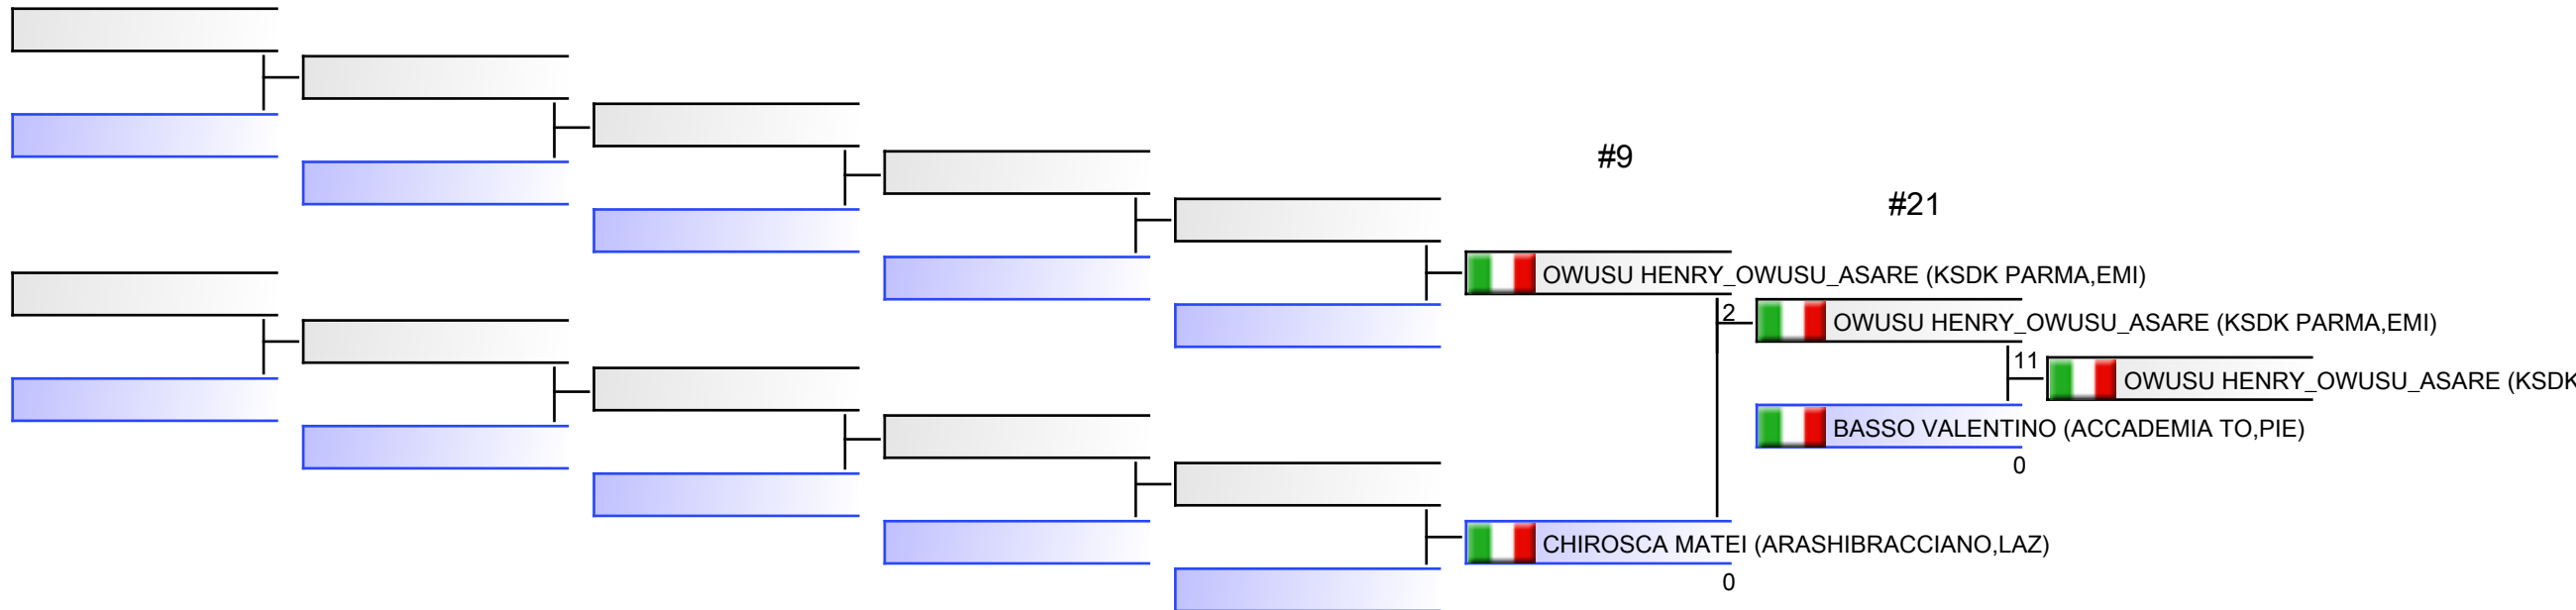 #9
#21
OWUSU HENRY_OWUSU_ASARE (KSDK PARMA,EMI)
2
OWUSU HENRY_OWUSU_ASARE (KSDK PARMA,EMI)
11
OWUSU HENRY_OWUSU_ASARE (KSDK
BASSO VALENTINO (ACCADEMIA TO,PIE)
0
CHIROSCA MATEI (ARASHIBRACCIANO,LAZ)
0